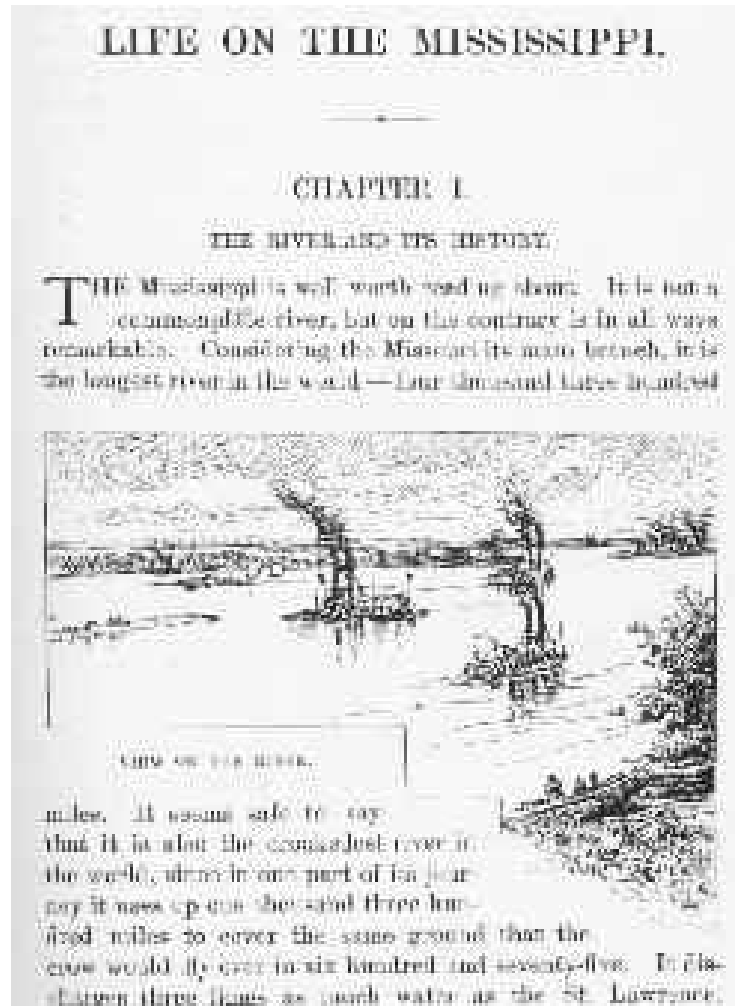 LIFE ON THE MISSISSIPPI.
CHAPTER I.
THE RIVER AND ITS HISTORY.
THE Mississippi is well worth reading about. It is not a
commonplace river, but on the contrary is in all ways
remarkable. Considering the Missouri its main branch, it is
the longest river in the world—four thousand three hundred
VIEW ON THE RIVER.
miles. It seems safe to say
that it is also the crookedest river in
the world, since in one part of its jour-
ney it uses up one thousand three hun-
dred miles to cover the same ground that the
crow would fly over in six hundred and seventy-five. It dis-
charges three times as much water as the St. Lawrence,